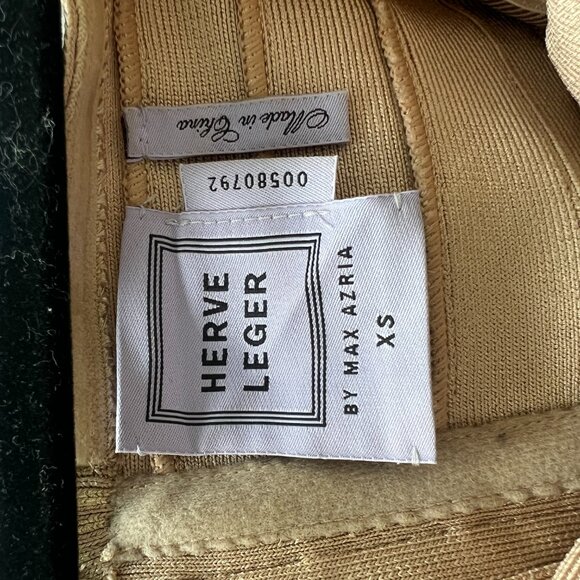 Made in China
00580792
HERVE
LEGER
BY MAX AZRIA
XS